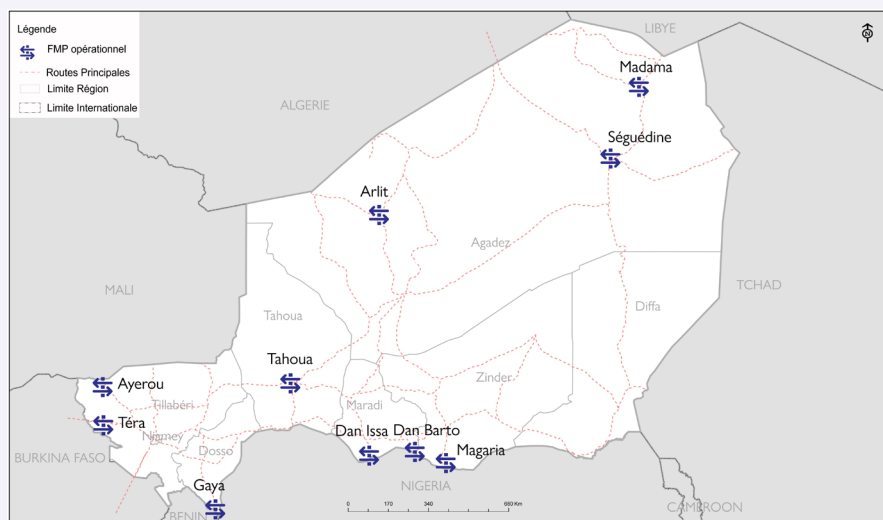 Légende
FMP opérationnel
Routes Principales
Limite Région
Limite Internationale
LIBYE
N
Madama
ALGERIE
Séguédine
Arlit
Agadez
MALI
TCHAD
Tahoua
Diffa
Tahoua
Zinder
Ayerou
Tillabéri
Maradi
Téra
Niamey
Dan Issa
Dan Barto
Magaria
Dosso
BURKINA FASO
Gaya
NIGERIA
BENIN
CAMEROON
0 170 340 680 Km